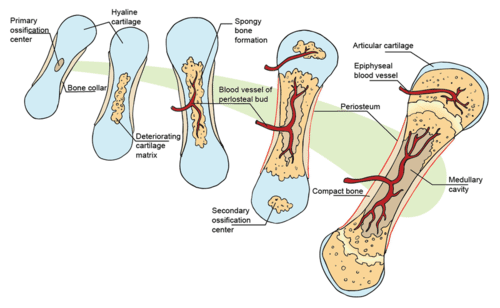 Primary
ossification
center
Hyaline
cartilage
Bone collar
Deteriorating
cartilage
matrix
Spongy
bone
formation
Blood vessel of
periosteal bud
Secondary
ossification
center
Articular cartilage
Epiphyseal
blood vessel
Periosteum
Compact bone
Medullary
cavity